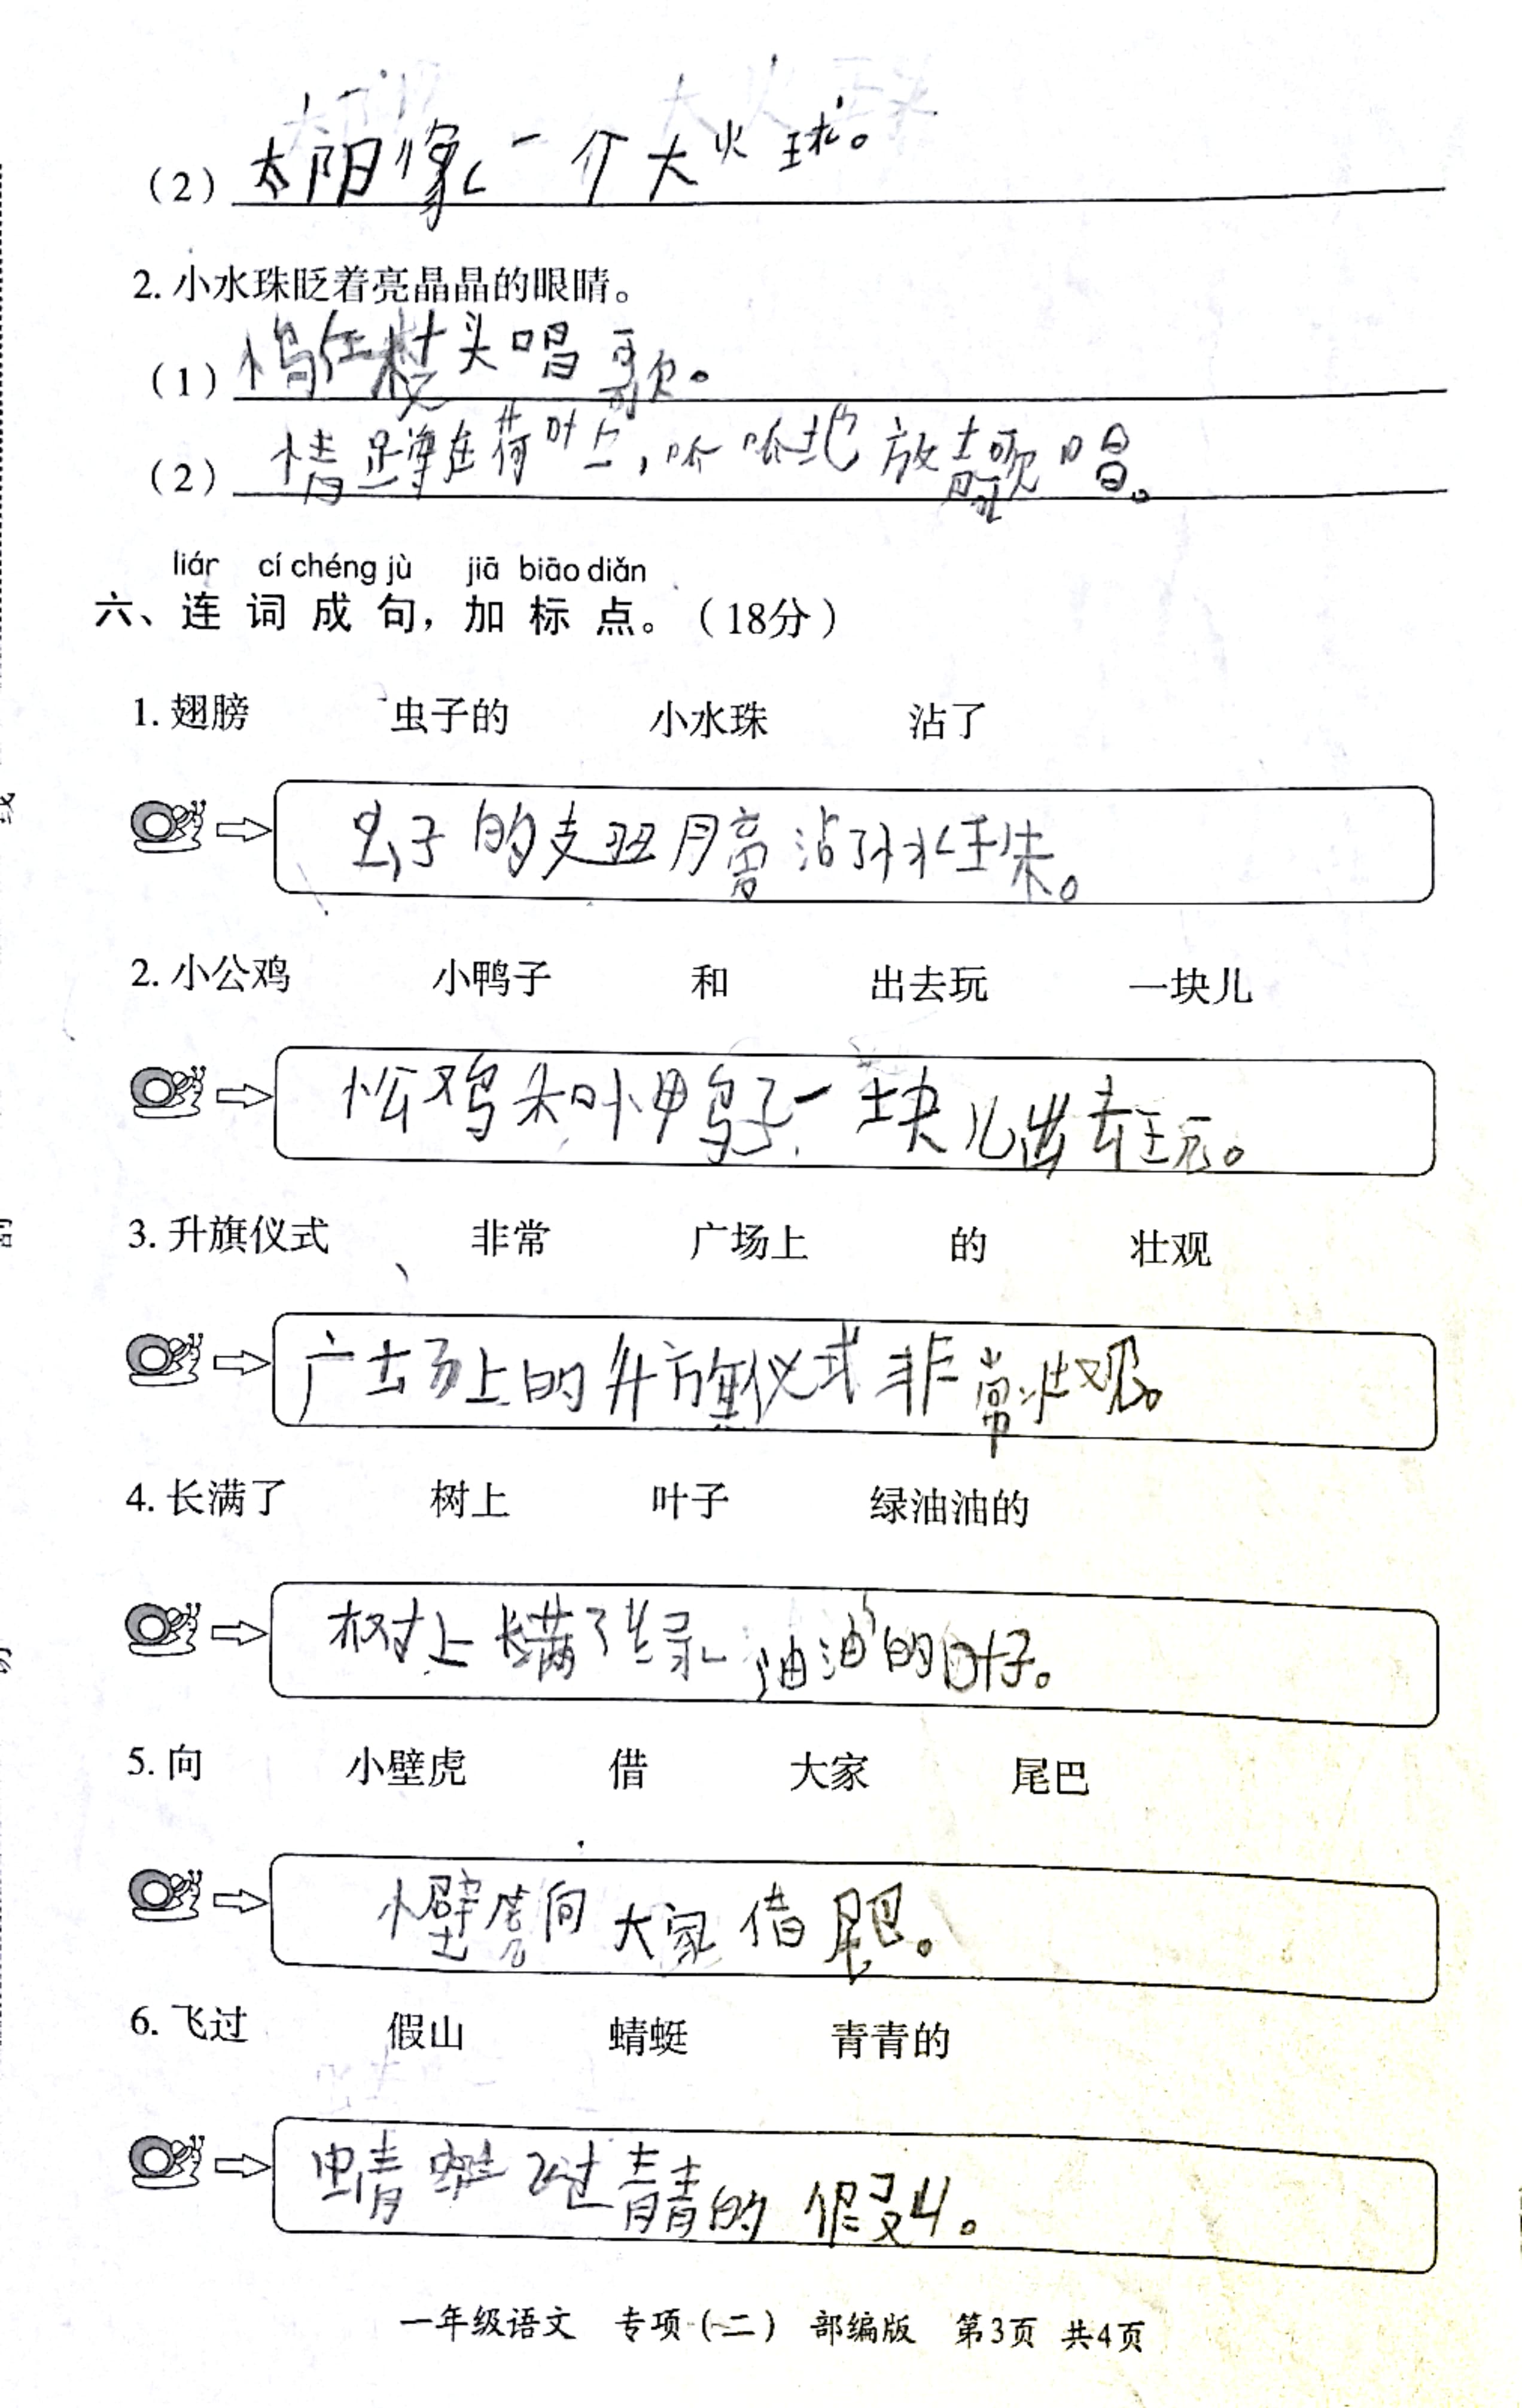 (2) 太阳像一个大火球。
2. 小水珠眨着亮晶晶的眼睛。
(1) 小鸟在枝头唱歌。
(2) 小青蛙蹲在荷叶上，呱呱地放声歌唱。
liár cí chéng jù jiā biāo diǎn
六、连 词 成 句，加 标 点。（18分）
1. 翅膀 虫子的 小水珠 沾了
虫子的翅膀沾了小水珠。
2. 小公鸡 小鸭子 和 出去玩 一块儿
小公鸡和小鸭子一块儿出去玩。
3. 升旗仪式 非常 广场上 的 壮观
广场上的升旗仪式非常壮观。
4. 长满了 树上 叶子 绿油油的
树上长满了绿油油的叶子。
5. 向 小壁虎 借 大家 尾巴
小壁虎向大家借尾巴。
6. 飞过 假山 蜻蜓 青青的
蜻蜓飞过青青的假山。
一年级语文 专项（二） 部编版 第3页 共4页